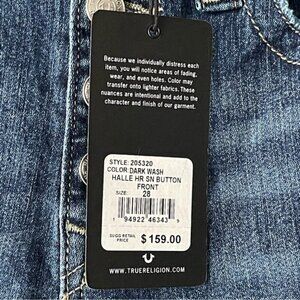 Because we individually distress each
item, you will notice areas of fading,
wear, and even holes. Color may
transfer onto lighter fabrics. These
nuances are intentional and add to the
character and finish of our garment.
STYLE: 205320
COLOR: DARK WASH
HALLE HR SN BUTTON
FRONT
SIZE: 28
1 94922 46343 9
SUGG RETAIL
PRICE $ 159.00
WWW.TRUERELIGION.COM